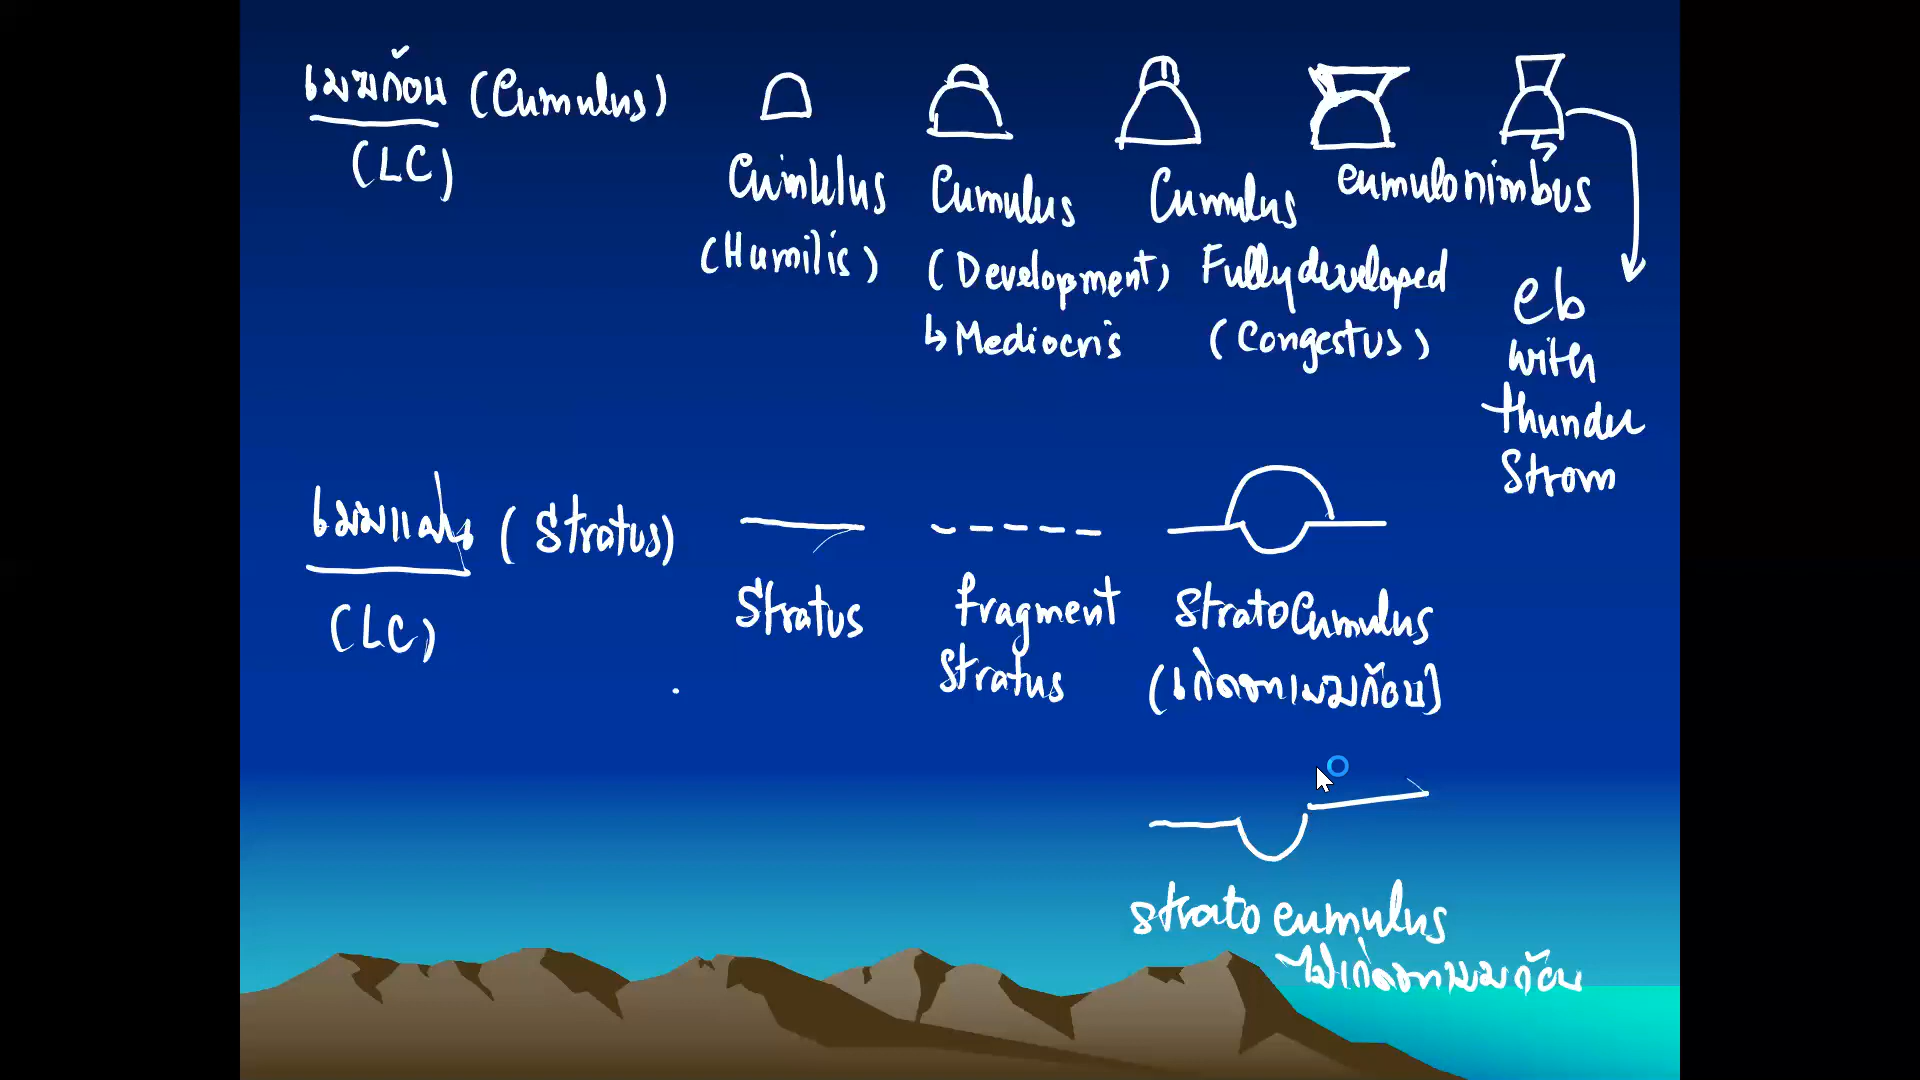 เมฆก้อน (Cumulus)
(LC)
Cumulus
(Humilis)
Cumulus
(Development)
↳ Mediocris
Cumulus
Fully developed
(Congestus)
cumulonimbus
cb
with
thunder
Strom
เมฆแผ่น (Stratus)
(LC)
Stratus
fragment
stratus
StratoCumulus
(เกิดจากเมฆก้อน)
strato cumulus
ไม่เกิดจากเมฆก้อน